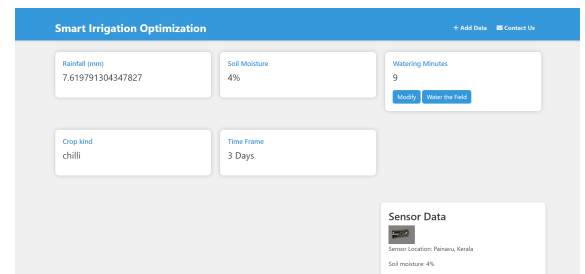 Smart Irrigation Optimization
+ Add Data
Contact Us
Rainfall (mm)
7.619791304347827
Soil Moisture
4%
Watering Minutes
9
Modify
Water the Field
Crop kind
chilli
Time Frame
3 Days
Sensor Data
Sensor Location: Painavu, Kerala
Soil moisture: 4%